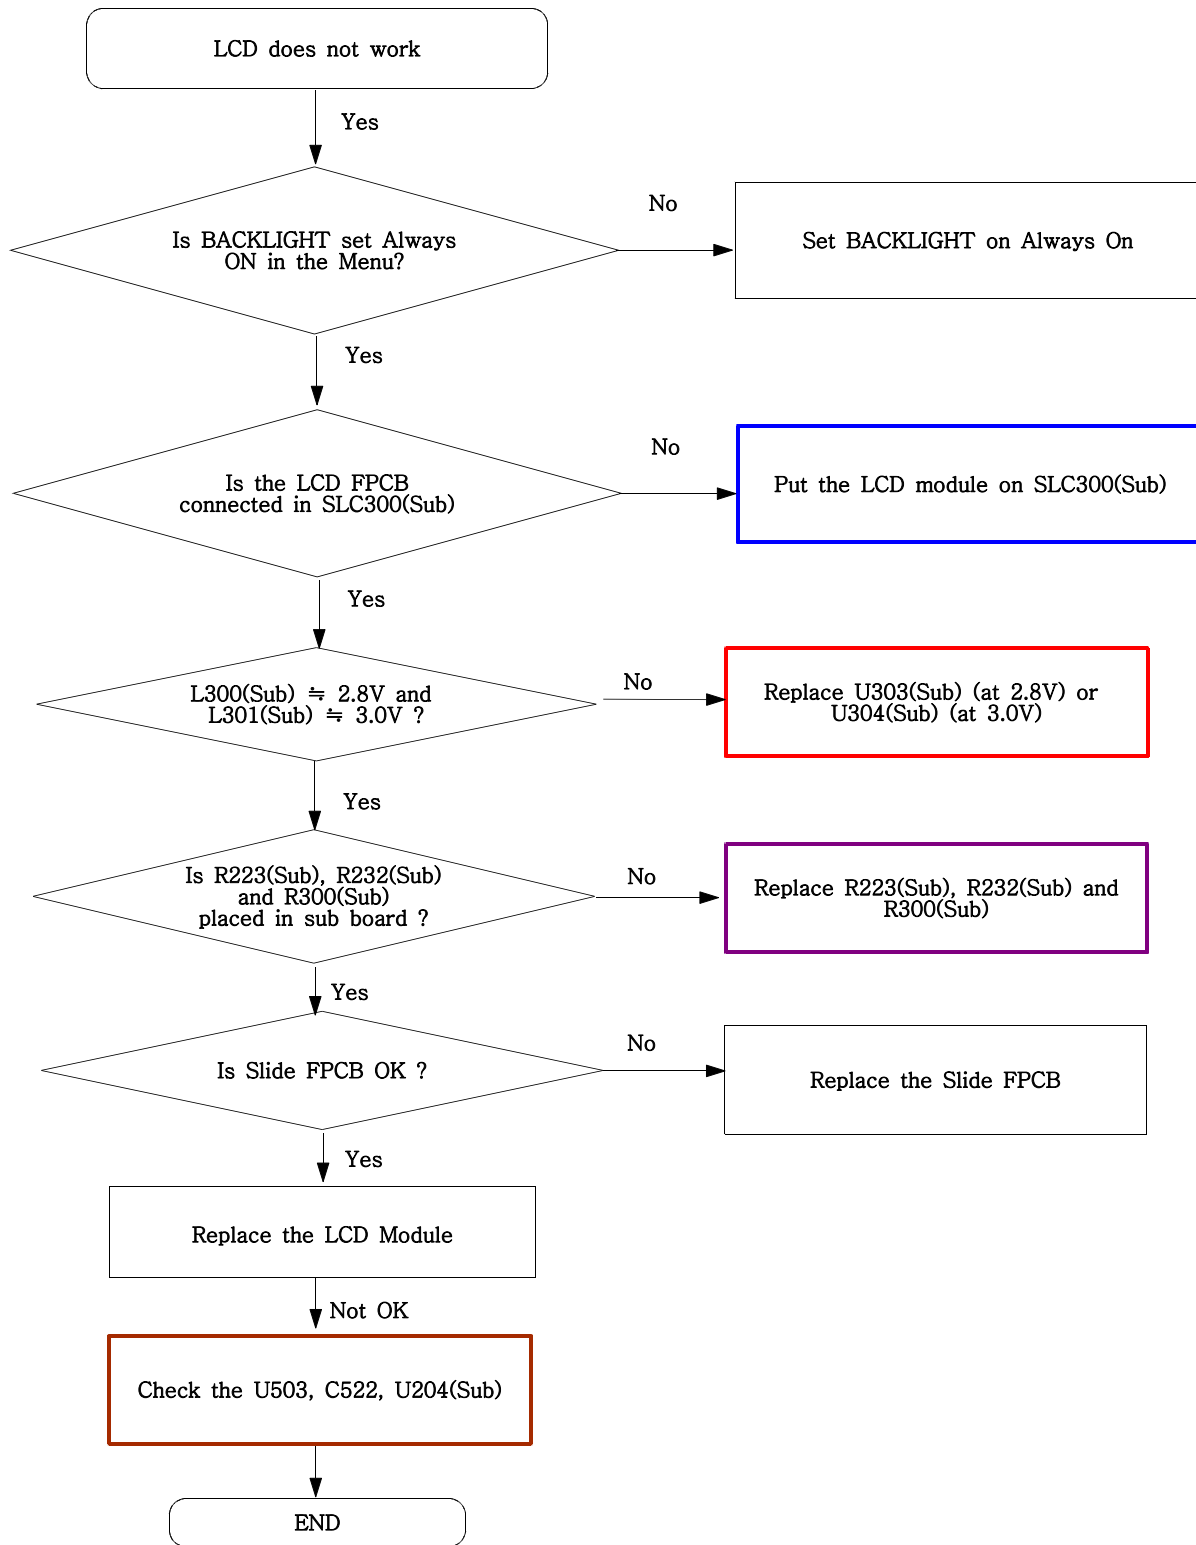 LCD does not work
Yes
Is BACKLIGHT set Always
ON in the Menu?
No
Set BACKLIGHT on Always On
Yes
Is the LCD FPCB
connected in SLC300(Sub)
No
Put the LCD module on SLC300(Sub)
Yes
L300(Sub) ≒ 2.8V and
L301(Sub) ≒ 3.0V ?
No
Replace U303(Sub) (at 2.8V) or
U304(Sub) (at 3.0V)
Yes
Is R223(Sub), R232(Sub)
and R300(Sub)
placed in sub board ?
No
Replace R223(Sub), R232(Sub) and
R300(Sub)
Yes
Is Slide FPCB OK ?
No
Replace the Slide FPCB
Yes
Replace the LCD Module
Not OK
Check the U503, C522, U204(Sub)
END